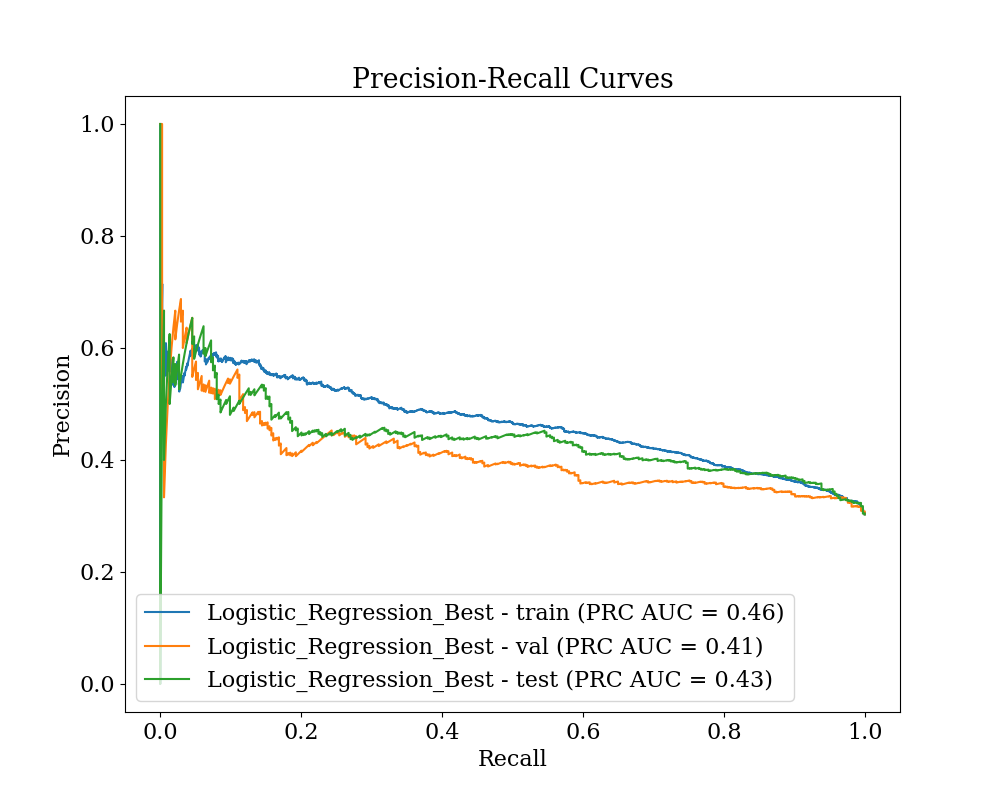 Precision-Recall Curves
1.0
0.8
0.6
0.4
0.2
0.0
Precision
Logistic_Regression_Best - train (PRC AUC = 0.46)
Logistic_Regression_Best - val (PRC AUC = 0.41)
Logistic_Regression_Best - test (PRC AUC = 0.43)
0.0 0.2 0.4 0.6 0.8 1.0
Recall